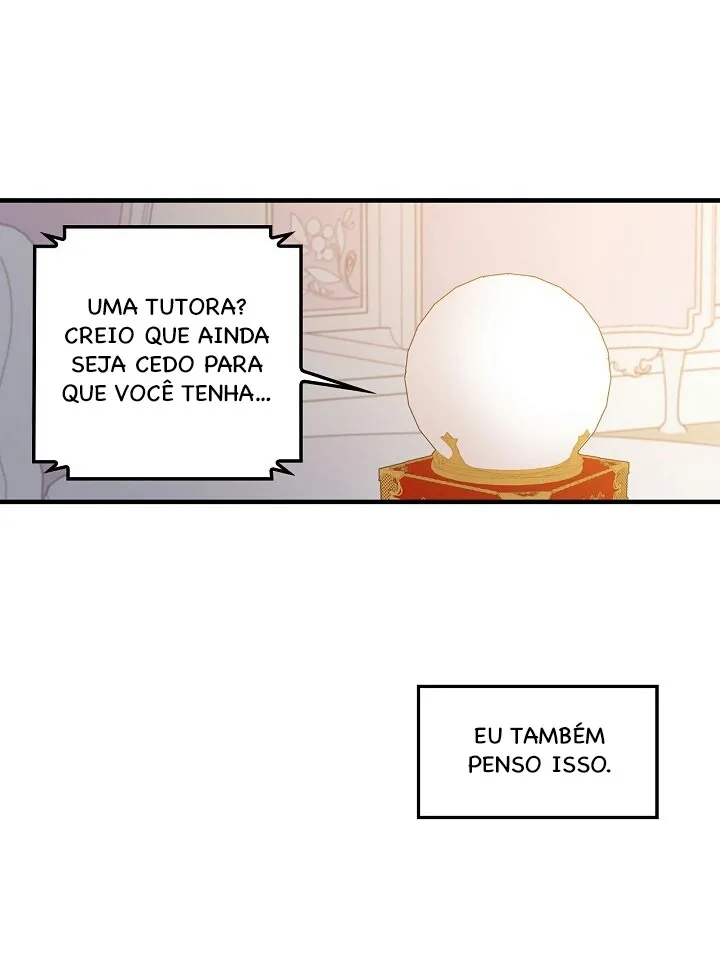 UMA TUTORA?
CREIO QUE AINDA
SEJA CEDO PARA
QUE VOCÊ TENHA...
EU TAMBÉM
PENSO ISSO.